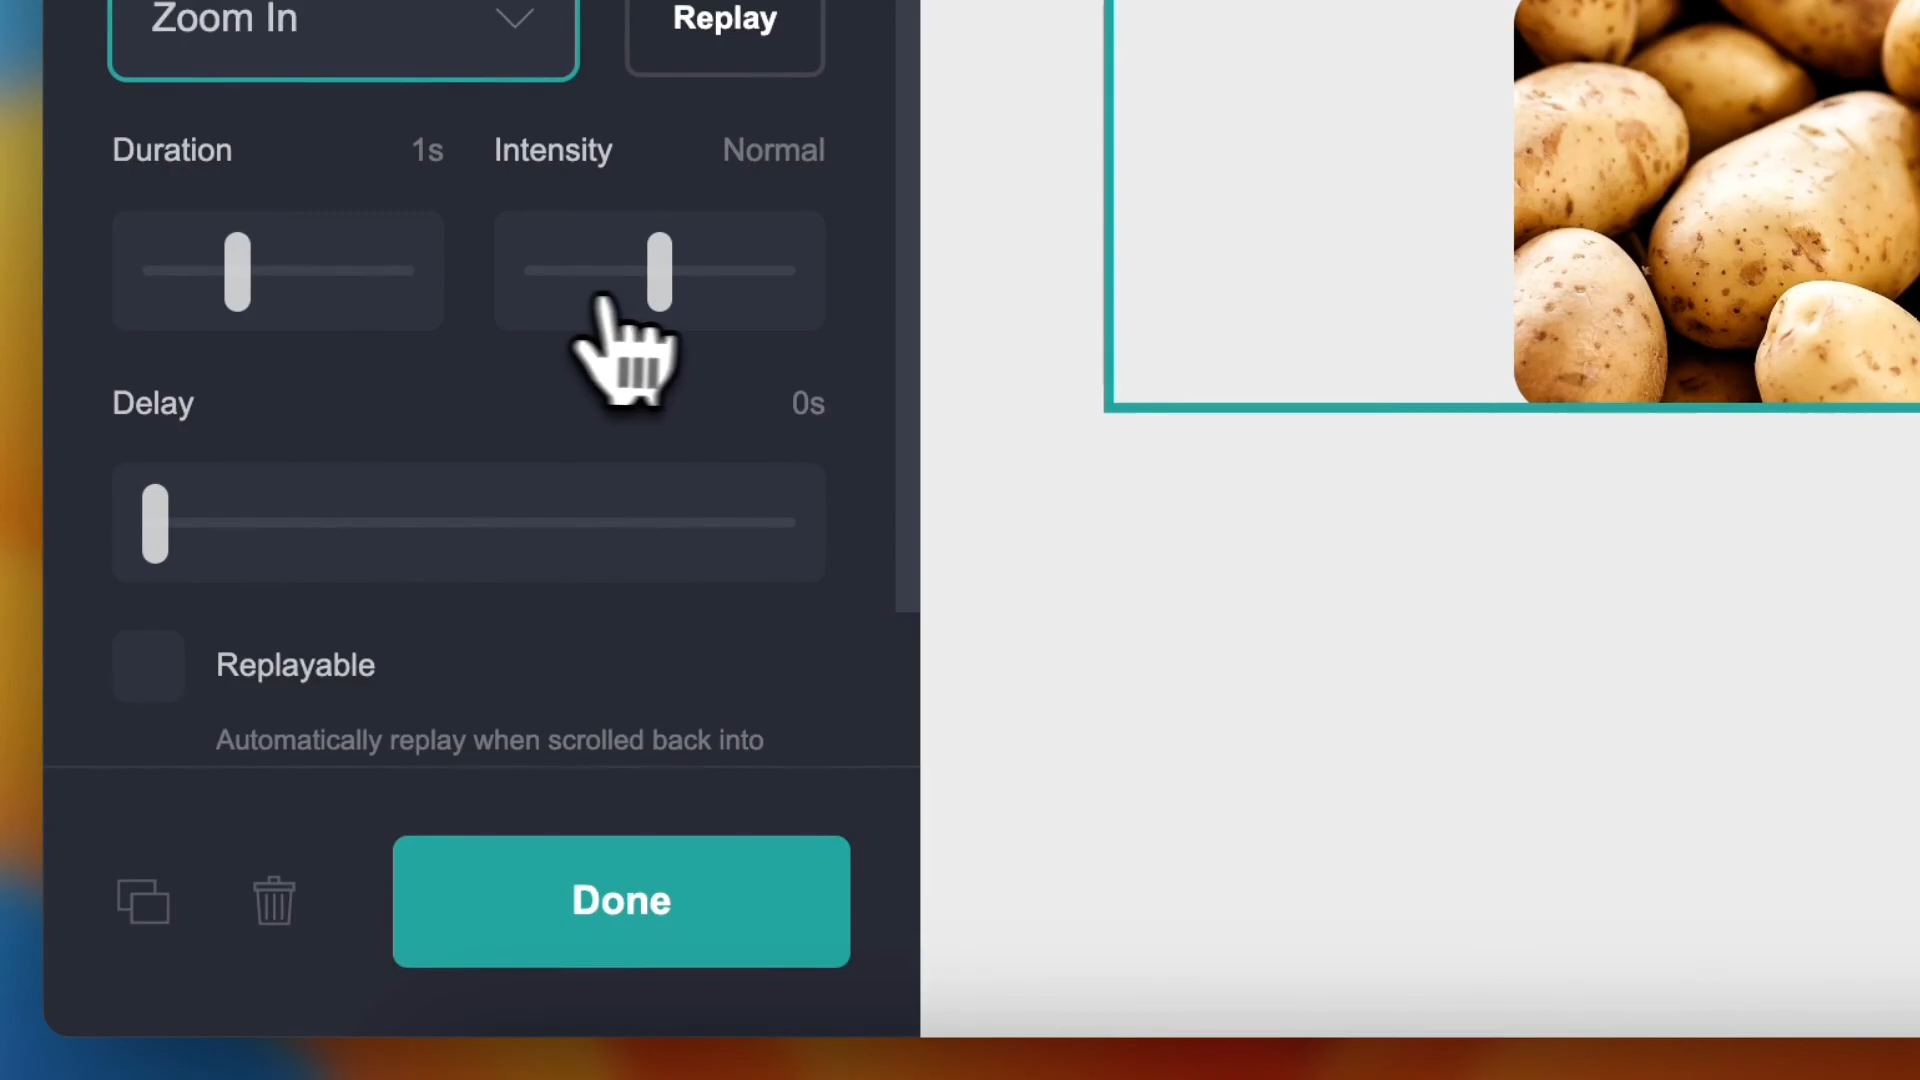 Zoom In
Replay
Duration 1s
Intensity Normal
Delay 0s
Replayable
Automatically replay when scrolled back into
Done